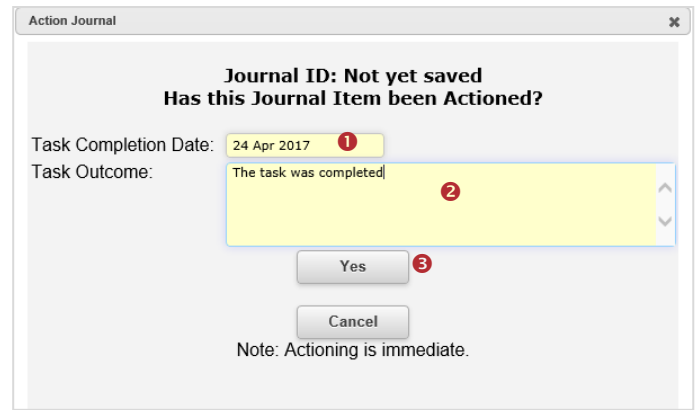 Action Journal
Journal ID: Not yet saved
Has this Journal Item been Actioned?
Task Completion Date: 24 Apr 2017 1
Task Outcome: The task was completed 2
Yes 3
Cancel
Note: Actioning is immediate.